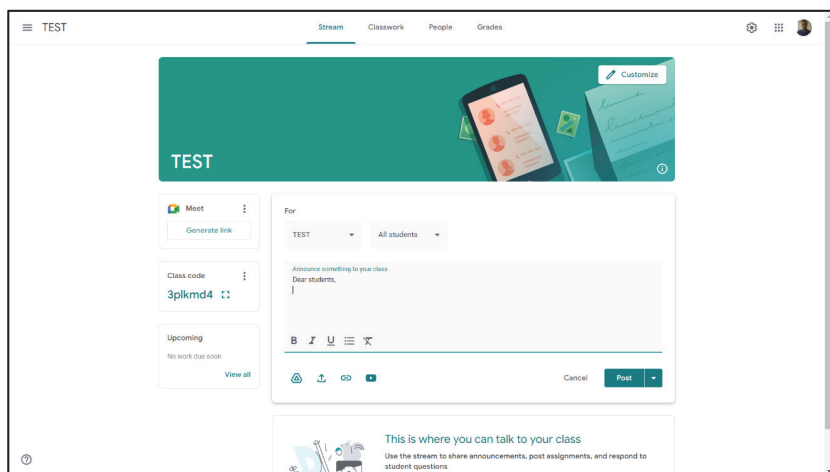 TEST
Stream Classwork People Grades
Customize
TEST
Meet
Generate link
Class code
3plkmd4
Upcoming
No work due soon
View all
For
TEST All students
Announce something to your class
Dear students,
B I U
Cancel Post
This is where you can talk to your class
Use the stream to share announcements, post assignments, and respond to
student questions